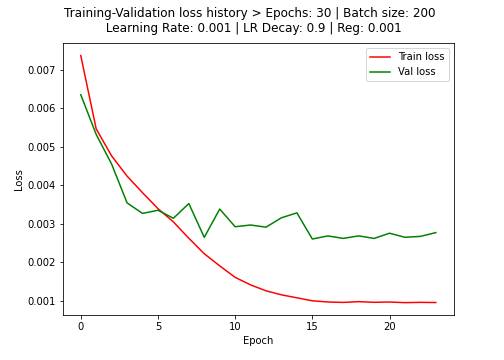 Training-Validation loss history > Epochs: 30 | Batch size: 200
Learning Rate: 0.001 | LR Decay: 0.9 | Reg: 0.001
Train loss
Val loss
0.007
0.006
0.005
0.004
0.003
0.002
0.001
Loss
0 5 10 15 20
Epoch